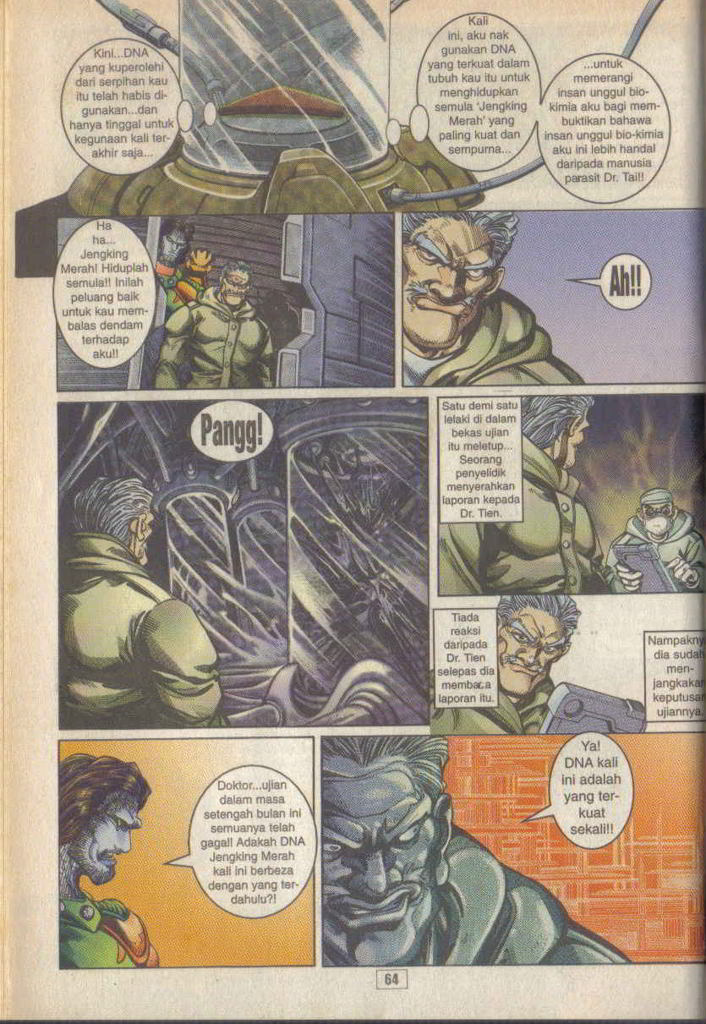 Kini...DNA
yang kuperolehi
dari serpihan kau
itu telah habis di-
gunakan...dan
hanya tinggal untuk
kegunaan kali ter-
akhir saja...
Kali
ini, aku nak
gunakan DNA
yang terkuat dalam
tubuh kau itu untuk
menghidupkan
semula ‘Jengking
Merah’ yang
paling kuat dan
sempurna...
...untuk
memerangi
insan unggul bio-
kimia aku bagi mem-
buktikan bahawa
insan unggul bio-kimia
aku ini lebih handal
daripada manusia
parasit Dr. Tai!!
Ha
ha...
Jengking
Merah! Hiduplah
semula!! Inilah
peluang baik
untuk kau mem-
balas dendam
terhadap
aku!!
Ah!!
Pangg!
Satu demi satu
lelaki di dalam
bekas ujian
itu meletup...
Seorang
penyelidik
menyerahkan
laporan kepada
Dr. Tien.
Tiada
reaksi
daripada
Dr. Tien
selepas dia
membaca
laporan itu.
Nampakny
dia sudah
men-
jangkakan
keputusan
ujiannya.
Doktor...ujian
dalam masa
setengah bulan ini
semuanya telah
gagal! Adakah DNA
Jengking Merah
kali ini berbeza
dengan yang ter-
dahulu?!
Ya!
DNA kali
ini adalah
yang ter-
kuat
sekali!!
64